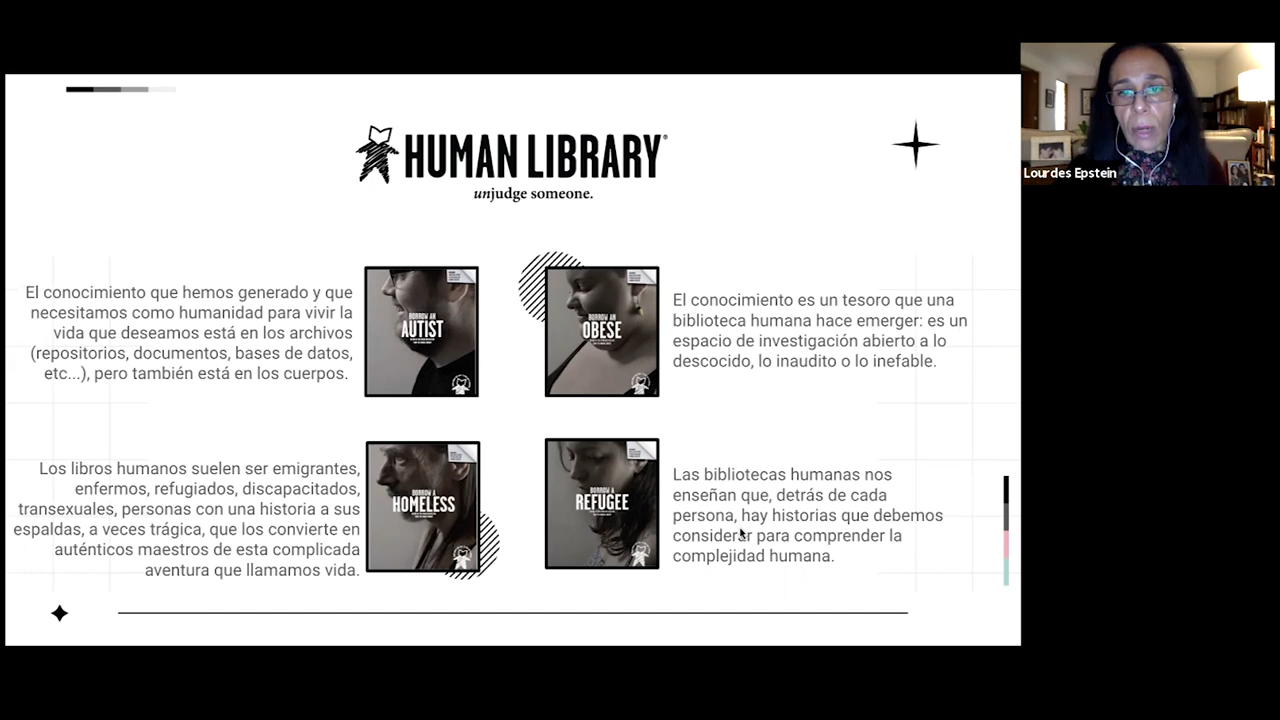 HUMAN LIBRARY®
unjudge someone.
Lourdes Epstein
El conocimiento que hemos generado y que
necesitamos como humanidad para vivir la
vida que deseamos está en los archivos
(repositorios, documentos, bases de datos,
etc...), pero también está en los cuerpos.
BORROW AN
AUTIST
BORROW AN
OBESE
El conocimiento es un tesoro que una
biblioteca humana hace emerger: es un
espacio de investigación abierto a lo
descocido, lo inaudito o lo inefable.
Los libros humanos suelen ser emigrantes,
enfermos, refugiados, discapacitados,
transexuales, personas con una historia a sus
espaldas, a veces trágica, que los convierte en
auténticos maestros de esta complicada
aventura que llamamos vida.
BORROW A
HOMELESS
BORROW A
REFUGEE
Las bibliotecas humanas nos
enseñan que, detrás de cada
persona, hay historias que debemos
considerar para comprender la
complejidad humana.